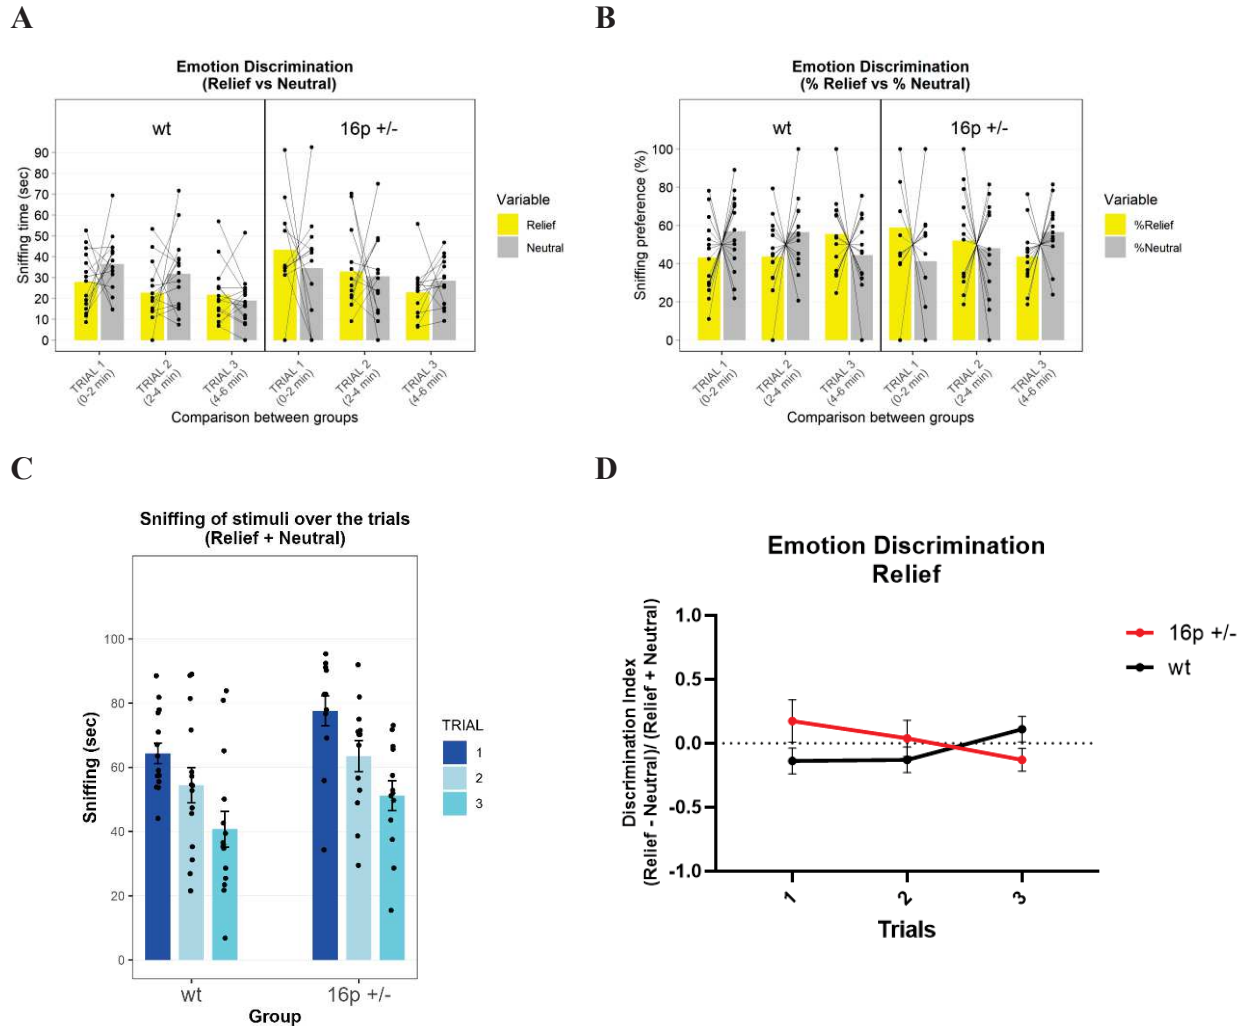 A
Emotion Discrimination
(Relief vs Neutral)
wt
16p +/-
Sniffing time (sec)
90
80
70
60
50
40
30
20
10
0
TRIAL 1
(0-2 min)
TRIAL 2
(2-4 min)
TRIAL 3
(4-6 min)
TRIAL 1
(0-2 min)
TRIAL 2
(2-4 min)
TRIAL 3
(4-6 min)
Comparison between groups
Variable
Relief
Neutral
B
Emotion Discrimination
(% Relief vs % Neutral)
wt
16p +/-
Sniffing preference (%)
100
80
60
40
20
0
TRIAL 1
(0-2 min)
TRIAL 2
(2-4 min)
TRIAL 3
(4-6 min)
TRIAL 1
(0-2 min)
TRIAL 2
(2-4 min)
TRIAL 3
(4-6 min)
Comparison between groups
Variable
%Relief
%Neutral
C
Sniffing of stimuli over the trials
(Relief + Neutral)
Sniffing (sec)
100
80
60
40
20
0
wt
16p +/-
Group
TRIAL
1
2
3
D
Emotion Discrimination
Relief
Discrimination Index
(Relief - Neutral)/ (Relief + Neutral)
1.0
0.5
0.0
-0.5
-1.0
1
2
3
Trials
16p +/-
wt